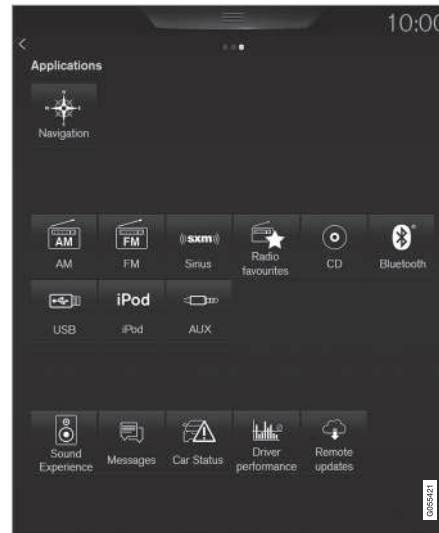 10:00
Applications
Navigation
AM
FM
sxm
AM
FM
Sirius
Radio
favourites
CD
Bluetooth
iPod
USB
iPod
AUX
Sound
Experience
Messages
Car Status
Driver
performance
Remote
updates
G055421